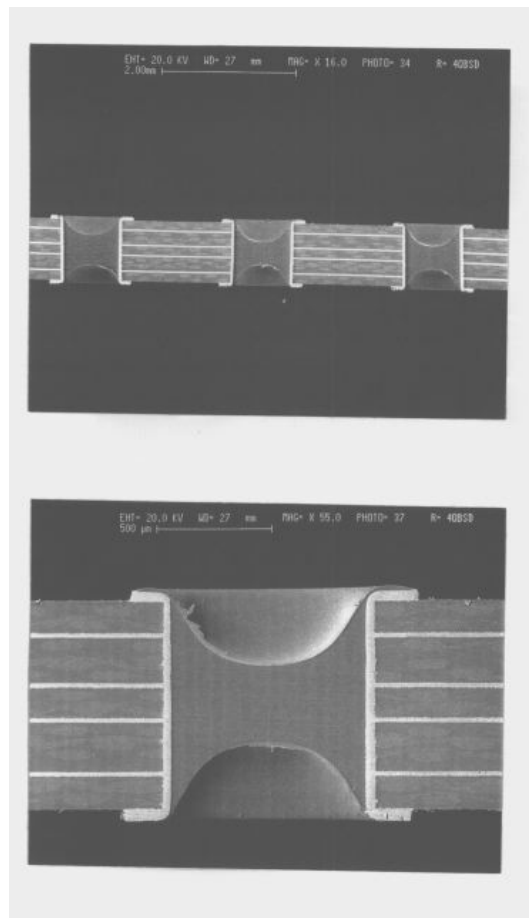 EHT= 20.0 KV WD= 27 mm MAG= X 16.0 PHOTO= 34 R= 4QBSD
2.00mm
EHT= 20.0 KV WD= 27 mm MAG= X 55.0 PHOTO= 37 R= 4QBSD
500 µm